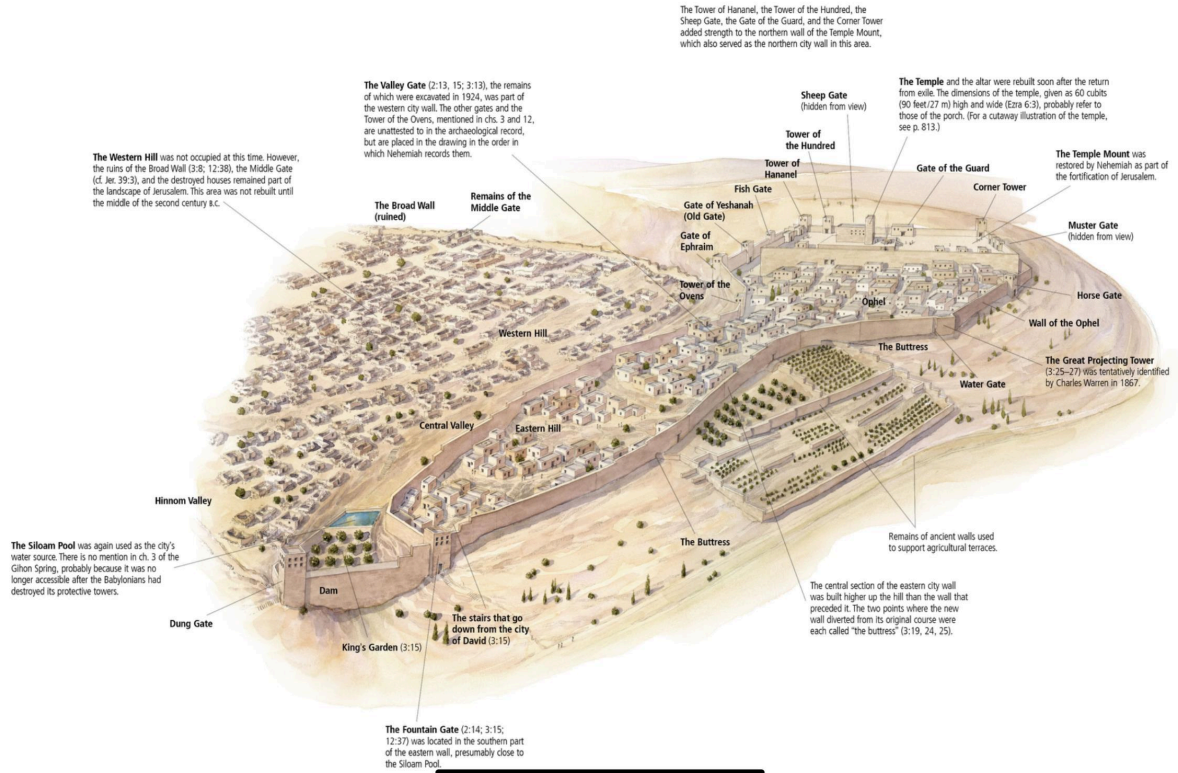 The Tower of Hananel, the Tower of the Hundred, the
Sheep Gate, the Gate of the Guard, and the Corner Tower
added strength to the northern wall of the Temple Mount,
which also served as the northern city wall in this area.
The Valley Gate (2:13, 15; 3:13), the remains
of which were excavated in 1924, was part of
the western city wall. The other gates and the
Tower of the Ovens, mentioned in chs. 3 and 12,
are unattested to in the archaeological record,
but are placed in the drawing in the order in
which Nehemiah records them.
The Temple and the altar were rebuilt soon after the return
from exile. The dimensions of the temple, given as 60 cubits
(90 feet/27 m) high and wide (Ezra 6:3), probably refer to
those of the porch. (For a cutaway illustration of the temple,
see p. 813.)
Sheep Gate
(hidden from view)
Tower of
the Hundred
The Western Hill was not occupied at this time. However,
the ruins of the Broad Wall (3:8; 12:38), the Middle Gate
(cf. Jer. 39:3), and the destroyed houses remained part of
the landscape of Jerusalem. This area was not rebuilt until
the middle of the second century B.C.
The Temple Mount was
restored by Nehemiah as part of
the fortification of Jerusalem.
Tower of
Hananel
Gate of the Guard
Fish Gate
Corner Tower
The Broad Wall
(ruined)
Remains of the
Middle Gate
Gate of Yeshanah
(Old Gate)
Muster Gate
(hidden from view)
Gate of
Ephraim
Tower of the
Ovens
Ophel
Horse Gate
Wall of the Ophel
Western Hill
The Buttress
The Great Projecting Tower
(3:25–27) was tentatively identified
by Charles Warren in 1867.
Water Gate
Central Valley
Eastern Hill
Hinnom Valley
The Siloam Pool was again used as the city's
water source. There is no mention in ch. 3 of the
Gihon Spring, probably because it was no
longer accessible after the Babylonians had
destroyed its protective towers.
The Buttress
Remains of ancient walls used
to support agricultural terraces.
Dam
The central section of the eastern city wall
was built higher up the hill than the wall that
preceded it. The two points where the new
wall diverted from its original course were
each called "the buttress" (3:19, 24, 25).
Dung Gate
The stairs that go
down from the city
of David (3:15)
King's Garden (3:15)
The Fountain Gate (2:14; 3:15;
12:37) was located in the southern part
of the eastern wall, presumably close to
the Siloam Pool.